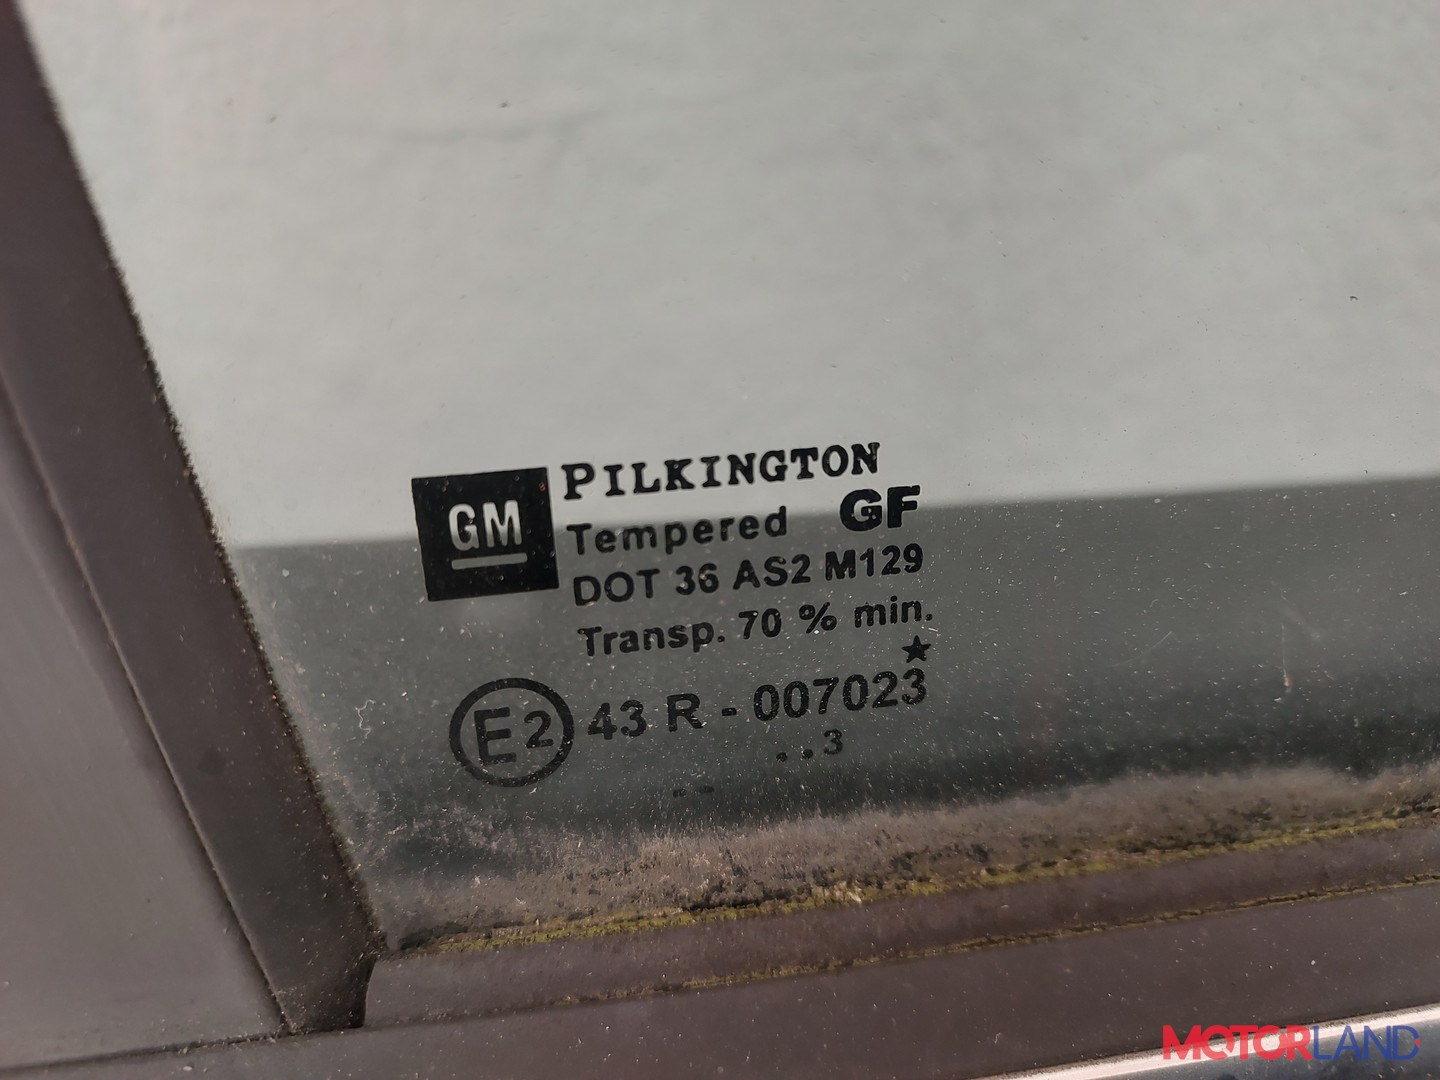 GM
PILKINGTON
Tempered GF
DOT 36 AS2 M129
Transp. 70 % min.
★
E2 43 R - 007023
. . 3
- -
MOTORLAND